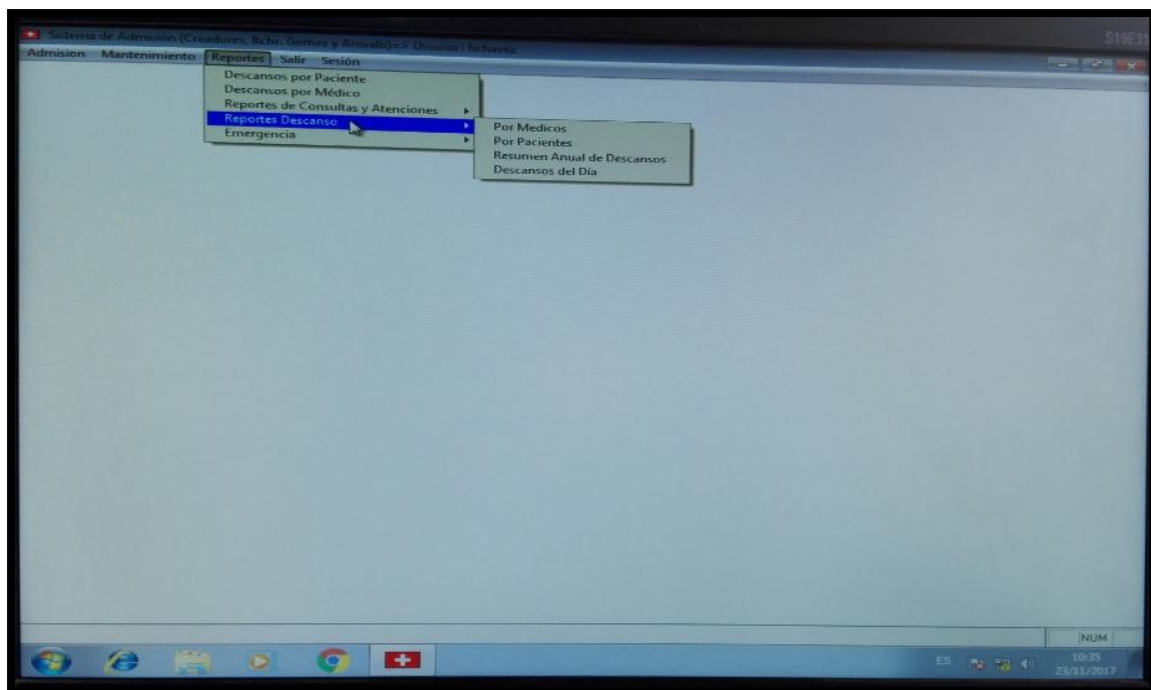 Sistema de Admisión (Creadores, Bchr. Gomez y Arevalo)=> Usuario : hchavez
S19E31
Admision Mantenimiento Reportes Salir Sesión
Descansos por Paciente
Descansos por Médico
Reportes de Consultas y Atenciones
Reportes Descanso
Emergencia
Por Medicos
Por Pacientes
Resumen Anual de Descansos
Descansos del Día
NUM
ES
10:35
23/11/2017